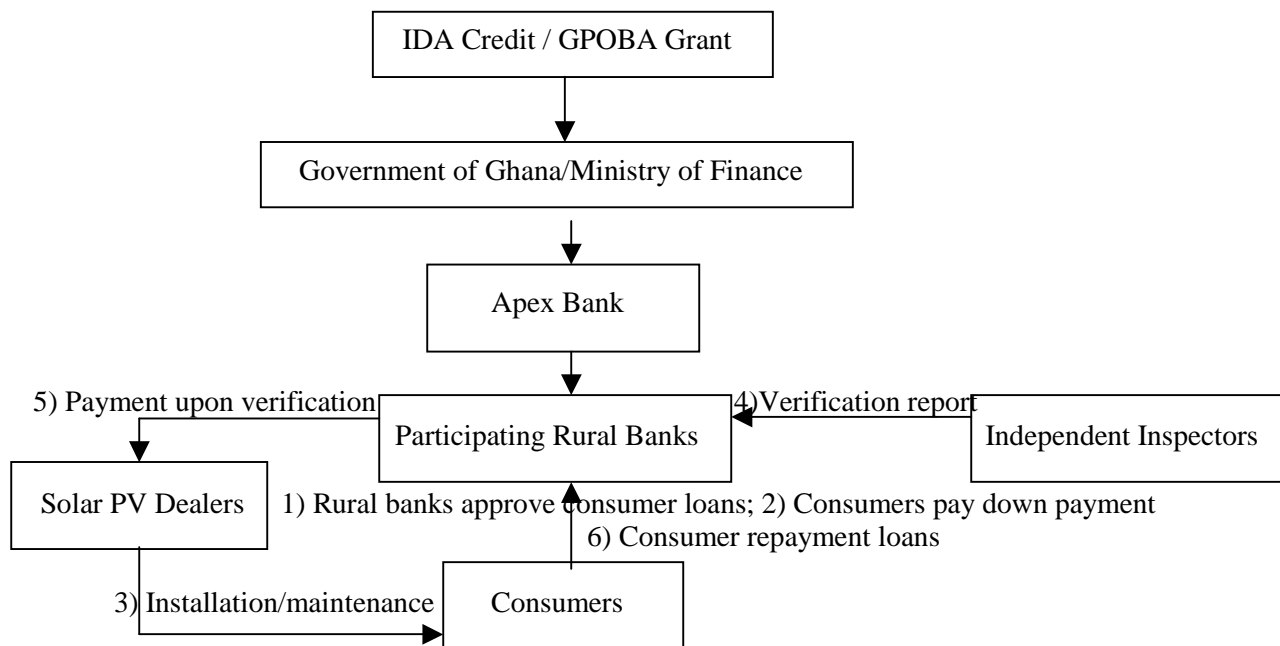 IDA Credit / GPOBA Grant
Government of Ghana/Ministry of Finance
Apex Bank
5) Payment upon verification
4)Verification report
Participating Rural Banks
Independent Inspectors
Solar PV Dealers
1) Rural banks approve consumer loans; 2) Consumers pay down payment
6) Consumer repayment loans
3) Installation/maintenance
Consumers